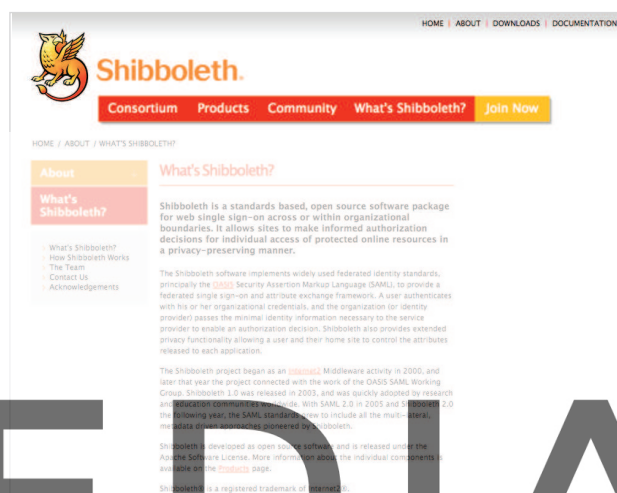 HOME | ABOUT | DOWNLOADS | DOCUMENTATION
Shibboleth.
Consortium Products Community What's Shibboleth? Join Now
HOME / ABOUT / WHAT'S SHIBBOLETH?
About
What's
Shibboleth?
What's Shibboleth?
How Shibboleth Works
The Team
Contact Us
Acknowledgements
What's Shibboleth?
Shibboleth is a standards based, open source software package
for web single sign-on across or within organizational
boundaries. It allows sites to make informed authorization
decisions for individual access of protected online resources in
a privacy-preserving manner.
The Shibboleth software implements widely used federated identity standards,
principally the OASIS Security Assertion Markup Language (SAML), to provide a
federated single sign-on and attribute exchange framework. A user authenticates
with his or her organizational credentials, and the organization (or identity
provider) passes the minimal identity information necessary to the service
provider to enable an authorization decision. Shibboleth also provides extended
privacy functionality allowing a user and their home site to control the attributes
released to each application.
The Shibboleth project began as an Internet2 Middleware activity in 2000, and
later that year the project connected with the work of the OASIS SAML Working
Group. Shibboleth 1.0 was released in 2003, and was quickly adopted by research
and education communities worldwide. With SAML 2.0 in 2005 and Shibboleth 2.0
the following year, the SAML standards grew to include all the multi-lateral,
metadata driven approaches pioneered by Shibboleth.
Shibboleth is developed as open source software and is released under the
Apache Software License. More information about the individual components is
available on the Products page.
Shibboleth® is a registered trademark of Internet2®.